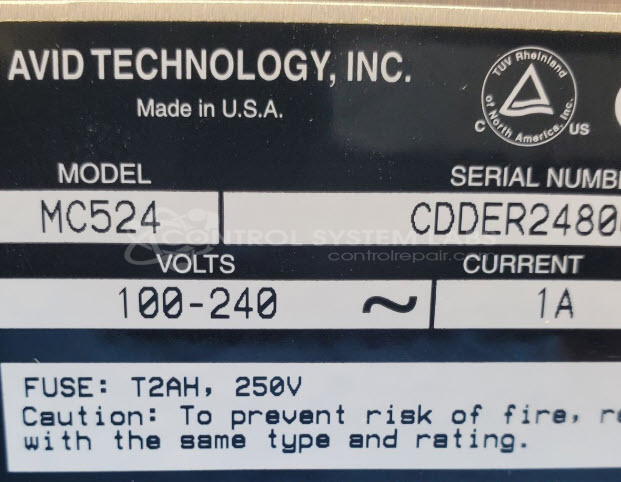 AVID TECHNOLOGY, INC.
Made in U.S.A.
TUV Rheinland
of North America, Inc.
C US
MODEL
SERIAL NUMB
MC524
CDDER2480
CONTROL SYSTEM LABS
controlrepair.com
VOLTS
CURRENT
100-240 ~
1A
FUSE: T2AH, 250V
Caution: To prevent risk of fire, re
with the same type and rating.